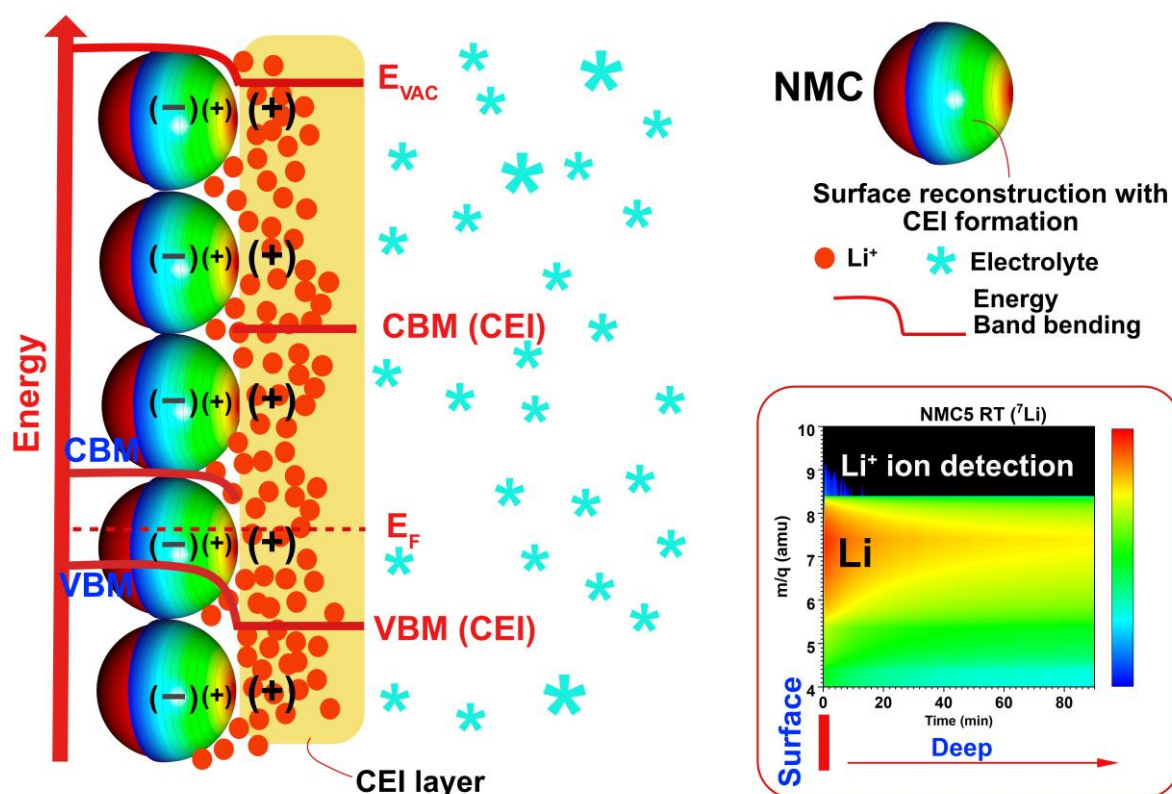 Energy
E_VAC
(−)(+) (+)
(−)(+) (+)
CBM (CEI)
(−)(+) (+)
CBM
E_F
(−)(+) (+)
VBM
VBM (CEI)
(−)(+) (+)
CEI layer
NMC
Surface reconstruction with
CEI formation
Li⁺
Electrolyte
Energy
Band bending
NMC5 RT (⁷Li)
Li⁺ ion detection
Li
m/q (amu)
10
9
8
7
6
5
4
0 20 40 60 80
Time (min)
Surface
Deep